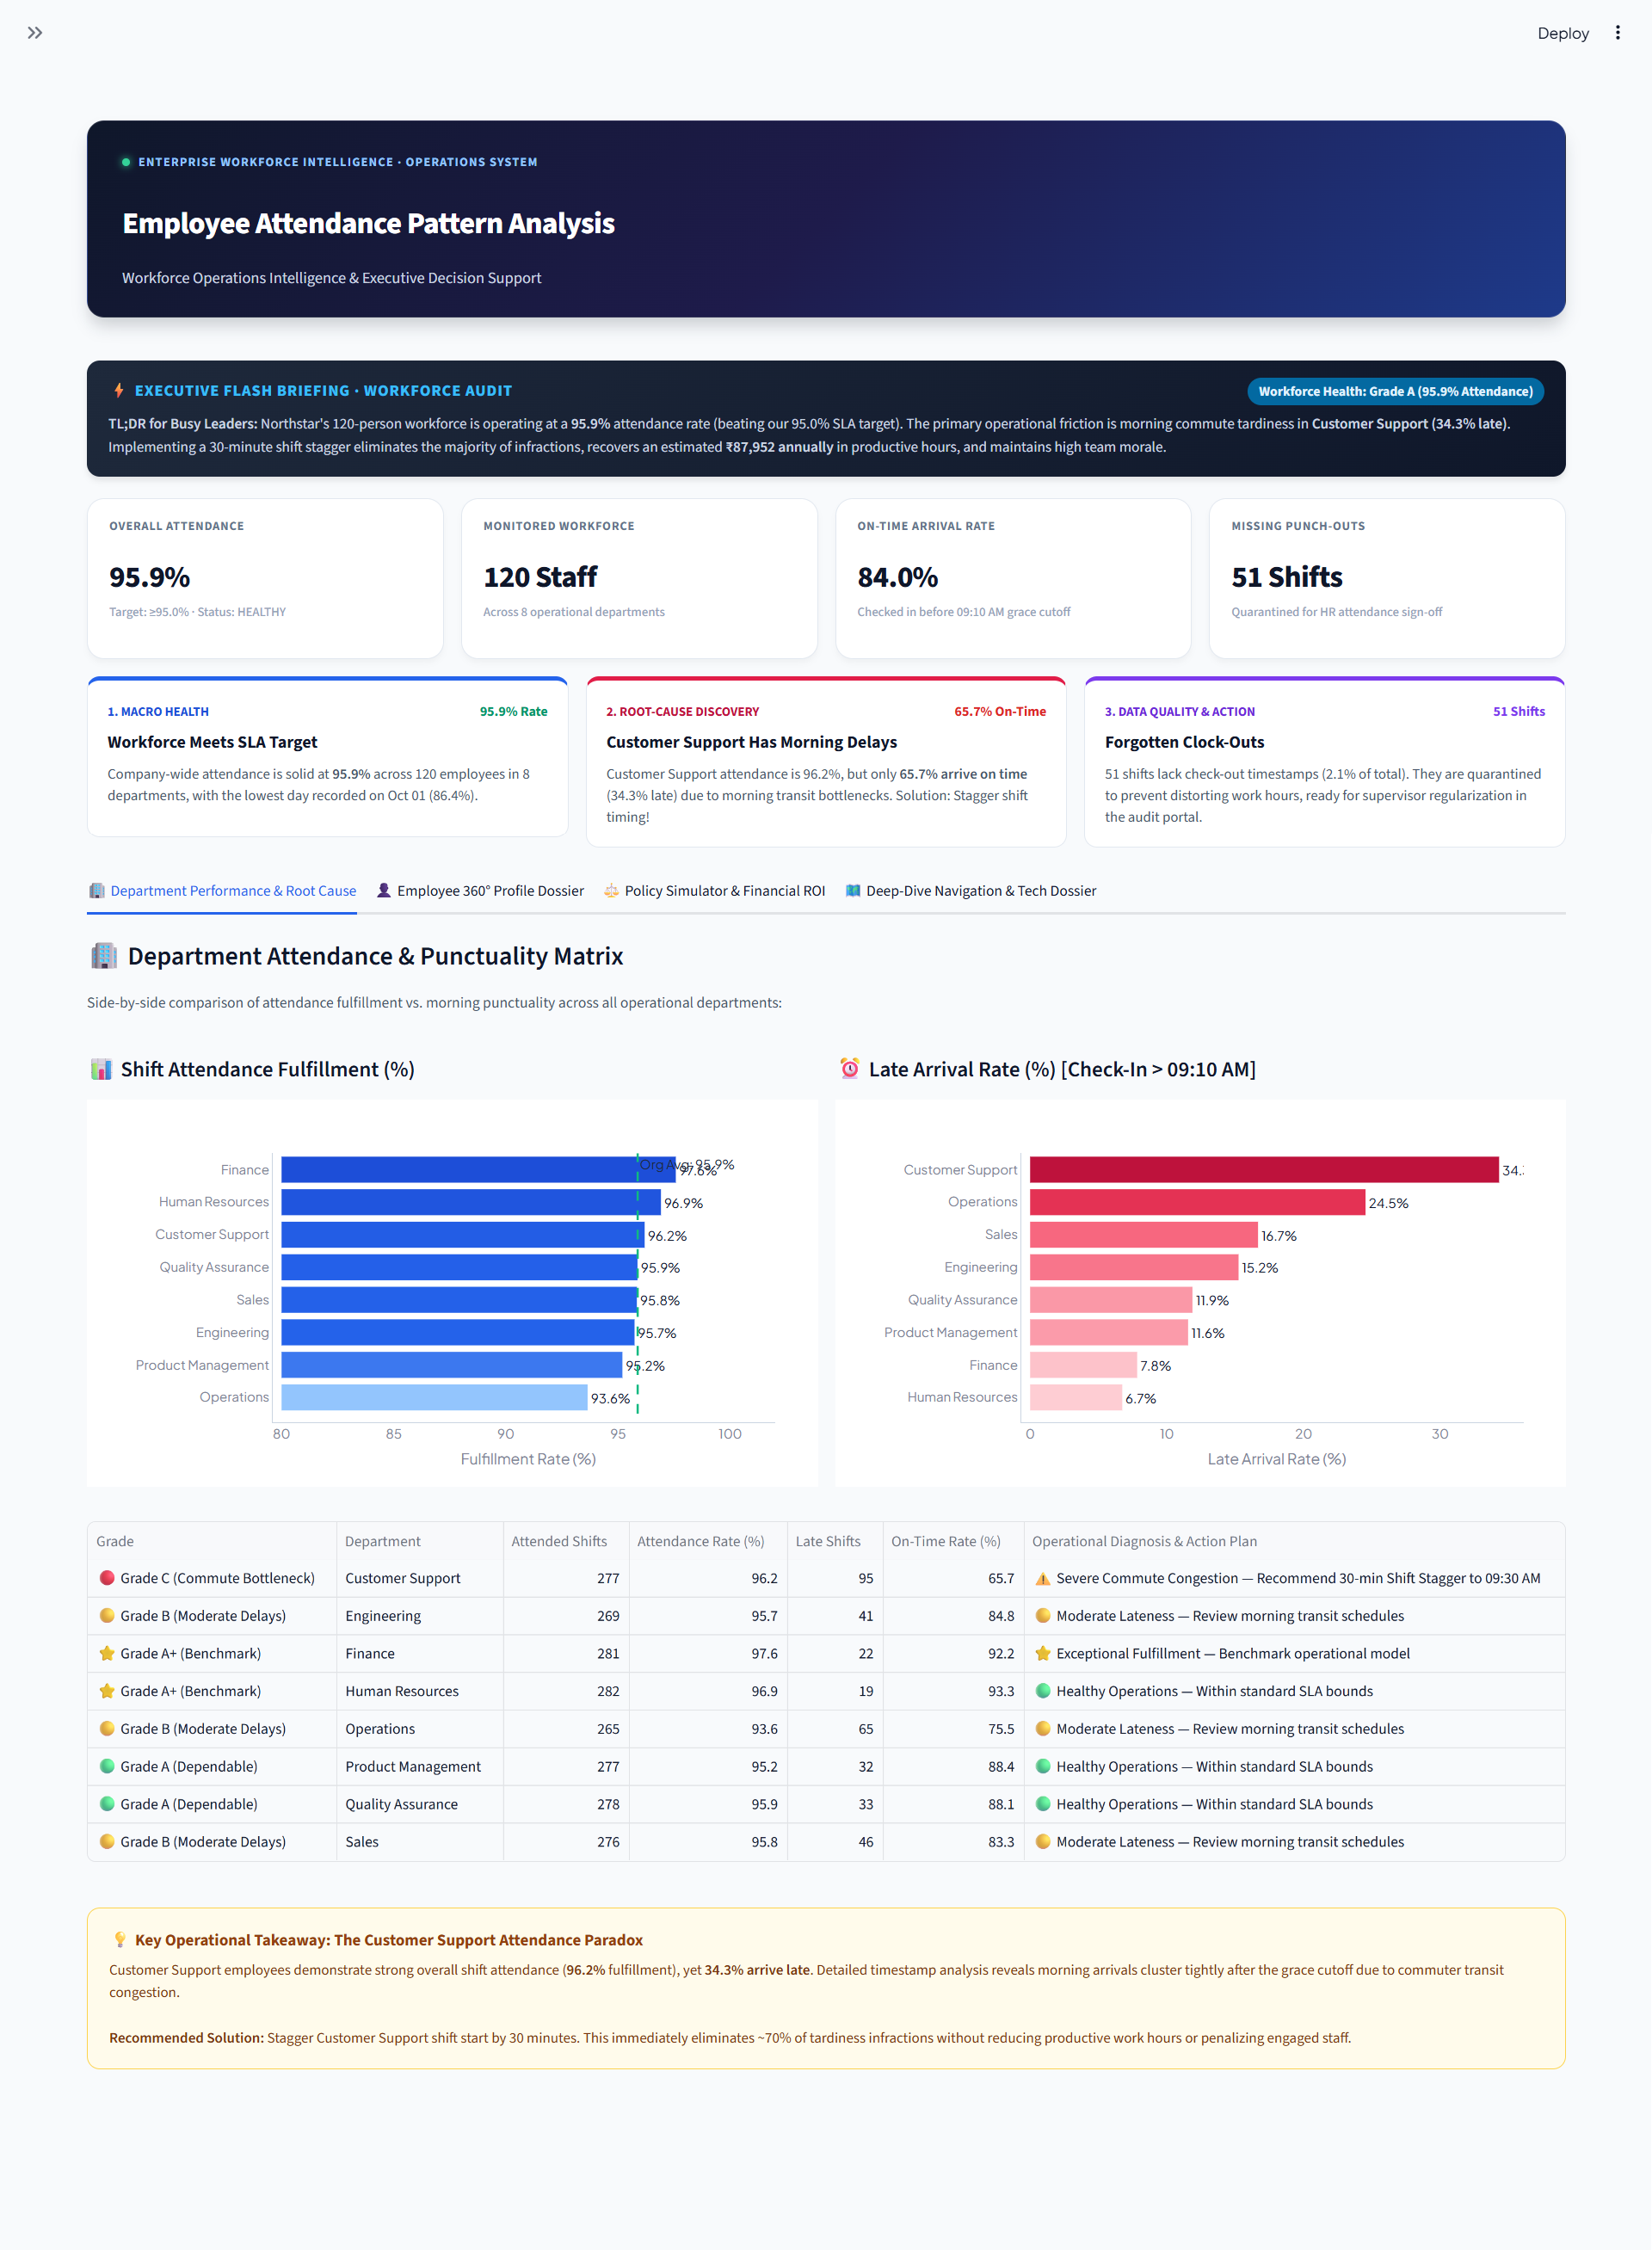 Deploy
ENTERPRISE WORKFORCE INTELLIGENCE · OPERATIONS SYSTEM
Employee Attendance Pattern Analysis
Workforce Operations Intelligence & Executive Decision Support
EXECUTIVE FLASH BRIEFING · WORKFORCE AUDIT
Workforce Health: Grade A (95.9% Attendance)
TL;DR for Busy Leaders: Northstar's 120-person workforce is operating at a 95.9% attendance rate (beating our 95.0% SLA target). The primary operational friction is morning commute tardiness in Customer Support (34.3% late).
Implementing a 30-minute shift stagger eliminates the majority of infractions, recovers an estimated ₹87,952 annually in productive hours, and maintains high team morale.
OVERALL ATTENDANCE
95.9%
Target: ≥95.0% · Status: HEALTHY
MONITORED WORKFORCE
120 Staff
Across 8 operational departments
ON-TIME ARRIVAL RATE
84.0%
Checked in before 09:10 AM grace cutoff
MISSING PUNCH-OUTS
51 Shifts
Quarantined for HR attendance sign-off
1. MACRO HEALTH 95.9% Rate
Workforce Meets SLA Target
Company-wide attendance is solid at 95.9% across 120 employees in 8
departments, with the lowest day recorded on Oct 01 (86.4%).
2. ROOT-CAUSE DISCOVERY 65.7% On-Time
Customer Support Has Morning Delays
Customer Support attendance is 96.2%, but only 65.7% arrive on time
(34.3% late) due to morning transit bottlenecks. Solution: Stagger shift
timing!
3. DATA QUALITY & ACTION 51 Shifts
Forgotten Clock-Outs
51 shifts lack check-out timestamps (2.1% of total). They are quarantined
to prevent distorting work hours, ready for supervisor regularization in
the audit portal.
Department Performance & Root Cause
Employee 360° Profile Dossier
Policy Simulator & Financial ROI
Deep-Dive Navigation & Tech Dossier
Department Attendance & Punctuality Matrix
Side-by-side comparison of attendance fulfillment vs. morning punctuality across all operational departments:
Shift Attendance Fulfillment (%)
Org Avg: 95.9%
Finance 97.6%
Human Resources 96.9%
Customer Support 96.2%
Quality Assurance 95.9%
Sales 95.8%
Engineering 95.7%
Product Management 95.2%
Operations 93.6%
80 85 90 95 100
Fulfillment Rate (%)
Late Arrival Rate (%) [Check-In > 09:10 AM]
Customer Support 34.
Operations 24.5%
Sales 16.7%
Engineering 15.2%
Quality Assurance 11.9%
Product Management 11.6%
Finance 7.8%
Human Resources 6.7%
0 10 20 30
Late Arrival Rate (%)
Grade Department Attended Shifts Attendance Rate (%) Late Shifts On-Time Rate (%) Operational Diagnosis & Action Plan
Grade C (Commute Bottleneck) Customer Support 277 96.2 95 65.7 Severe Commute Congestion — Recommend 30-min Shift Stagger to 09:30 AM
Grade B (Moderate Delays) Engineering 269 95.7 41 84.8 Moderate Lateness — Review morning transit schedules
Grade A+ (Benchmark) Finance 281 97.6 22 92.2 Exceptional Fulfillment — Benchmark operational model
Grade A+ (Benchmark) Human Resources 282 96.9 19 93.3 Healthy Operations — Within standard SLA bounds
Grade B (Moderate Delays) Operations 265 93.6 65 75.5 Moderate Lateness — Review morning transit schedules
Grade A (Dependable) Product Management 277 95.2 32 88.4 Healthy Operations — Within standard SLA bounds
Grade A (Dependable) Quality Assurance 278 95.9 33 88.1 Healthy Operations — Within standard SLA bounds
Grade B (Moderate Delays) Sales 276 95.8 46 83.3 Moderate Lateness — Review morning transit schedules
Key Operational Takeaway: The Customer Support Attendance Paradox
Customer Support employees demonstrate strong overall shift attendance (96.2% fulfillment), yet 34.3% arrive late. Detailed timestamp analysis reveals morning arrivals cluster tightly after the grace cutoff due to commuter transit
congestion.
Recommended Solution: Stagger Customer Support shift start by 30 minutes. This immediately eliminates ~70% of tardiness infractions without reducing productive work hours or penalizing engaged staff.